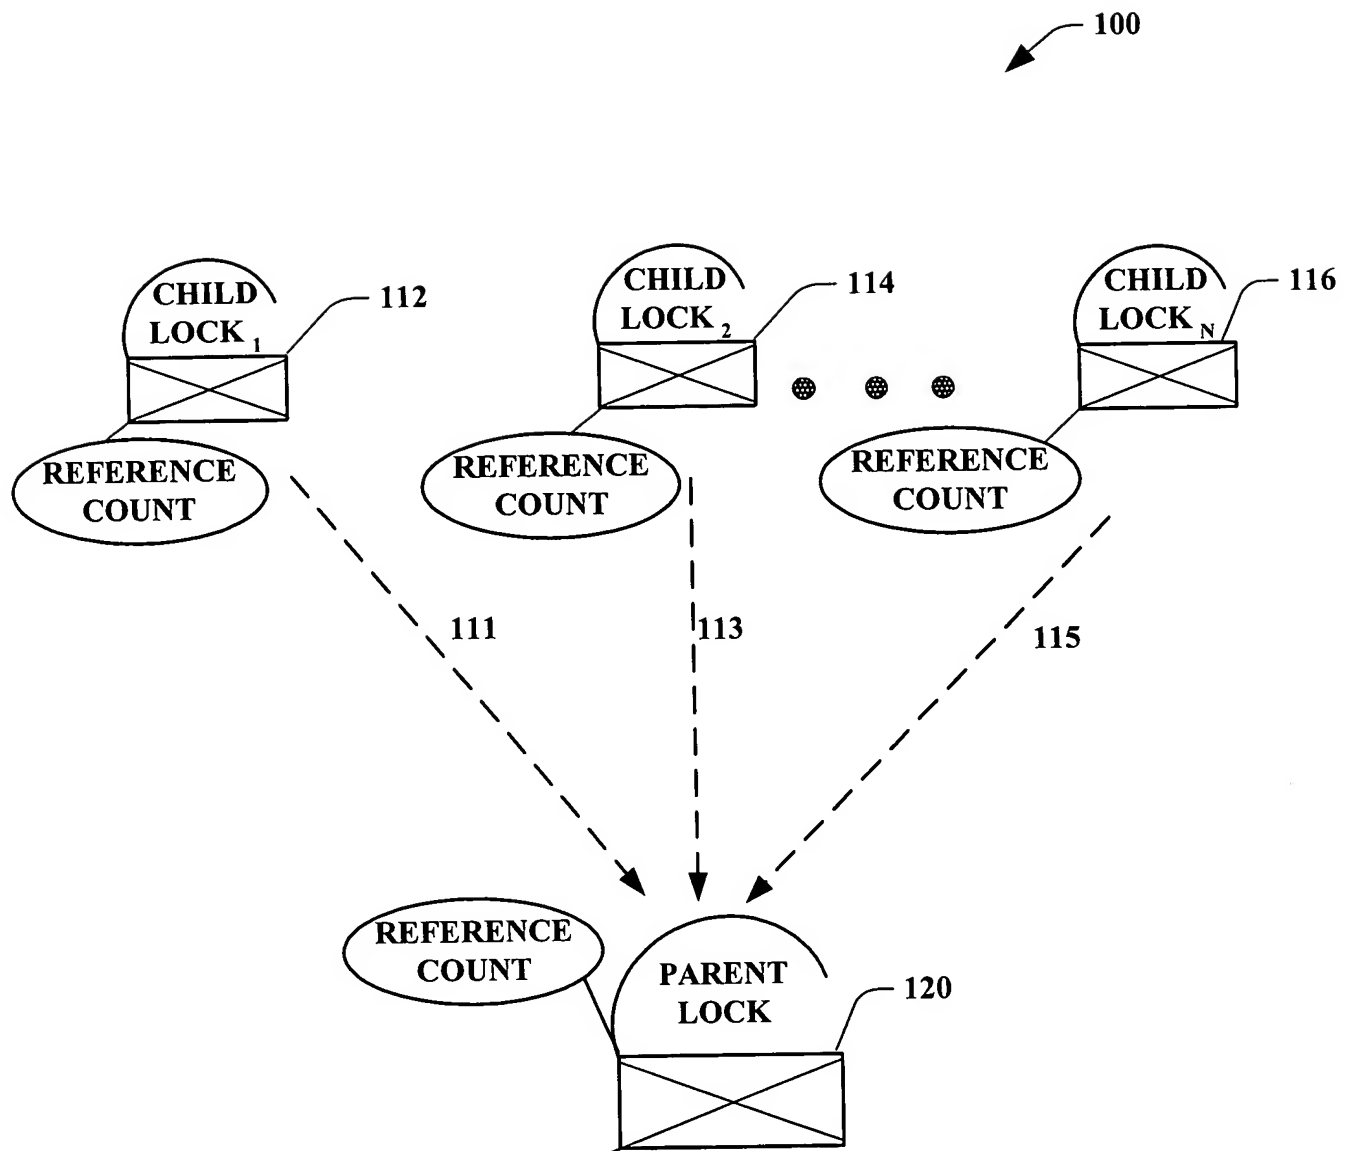 100
CHILD
LOCK 1
112
CHILD
LOCK 2
114
CHILD
LOCK N
116
REFERENCE
COUNT
REFERENCE
COUNT
REFERENCE
COUNT
111
113
115
REFERENCE
COUNT
PARENT
LOCK
120